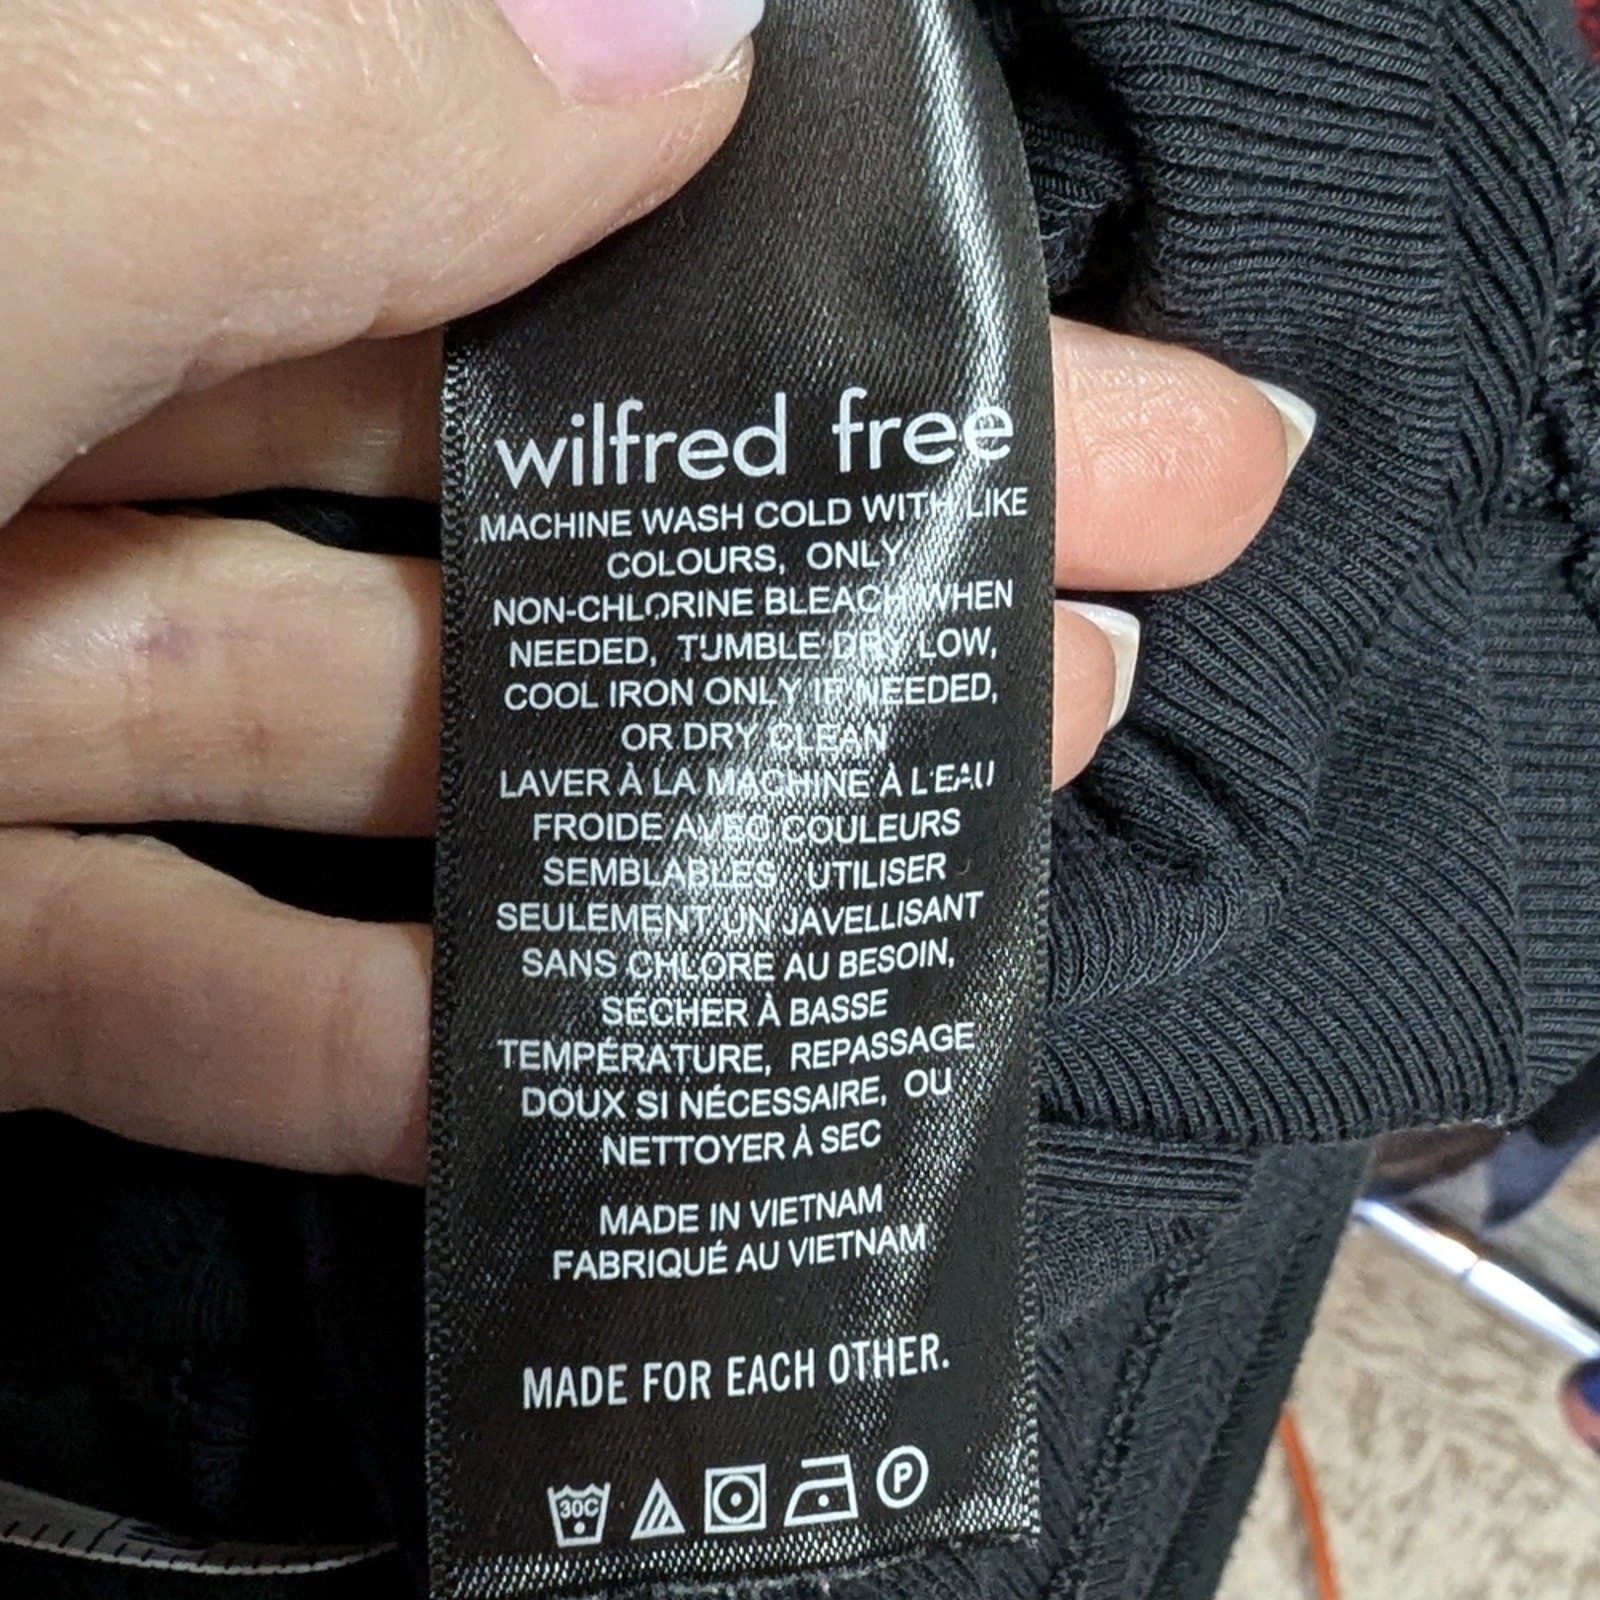 wilfred free
MACHINE WASH COLD WITH LIKE
COLOURS, ONLY
NON-CHLORINE BLEACH WHEN
NEEDED, TUMBLE DRY LOW,
COOL IRON ONLY IF NEEDED,
OR DRY CLEAN
LAVER À LA MACHINE À L'EAU
FROIDE AVEC COULEURS
SEMBLABLES UTILISER
SEULEMENT UN JAVELLISANT
SANS CHLORE AU BESOIN,
SÉCHER À BASSE
TEMPÉRATURE, REPASSAGE
DOUX SI NÉCESSAIRE, OU
NETTOYER À SEC
MADE IN VIETNAM
FABRIQUÉ AU VIETNAM
MADE FOR EACH OTHER.
30C P